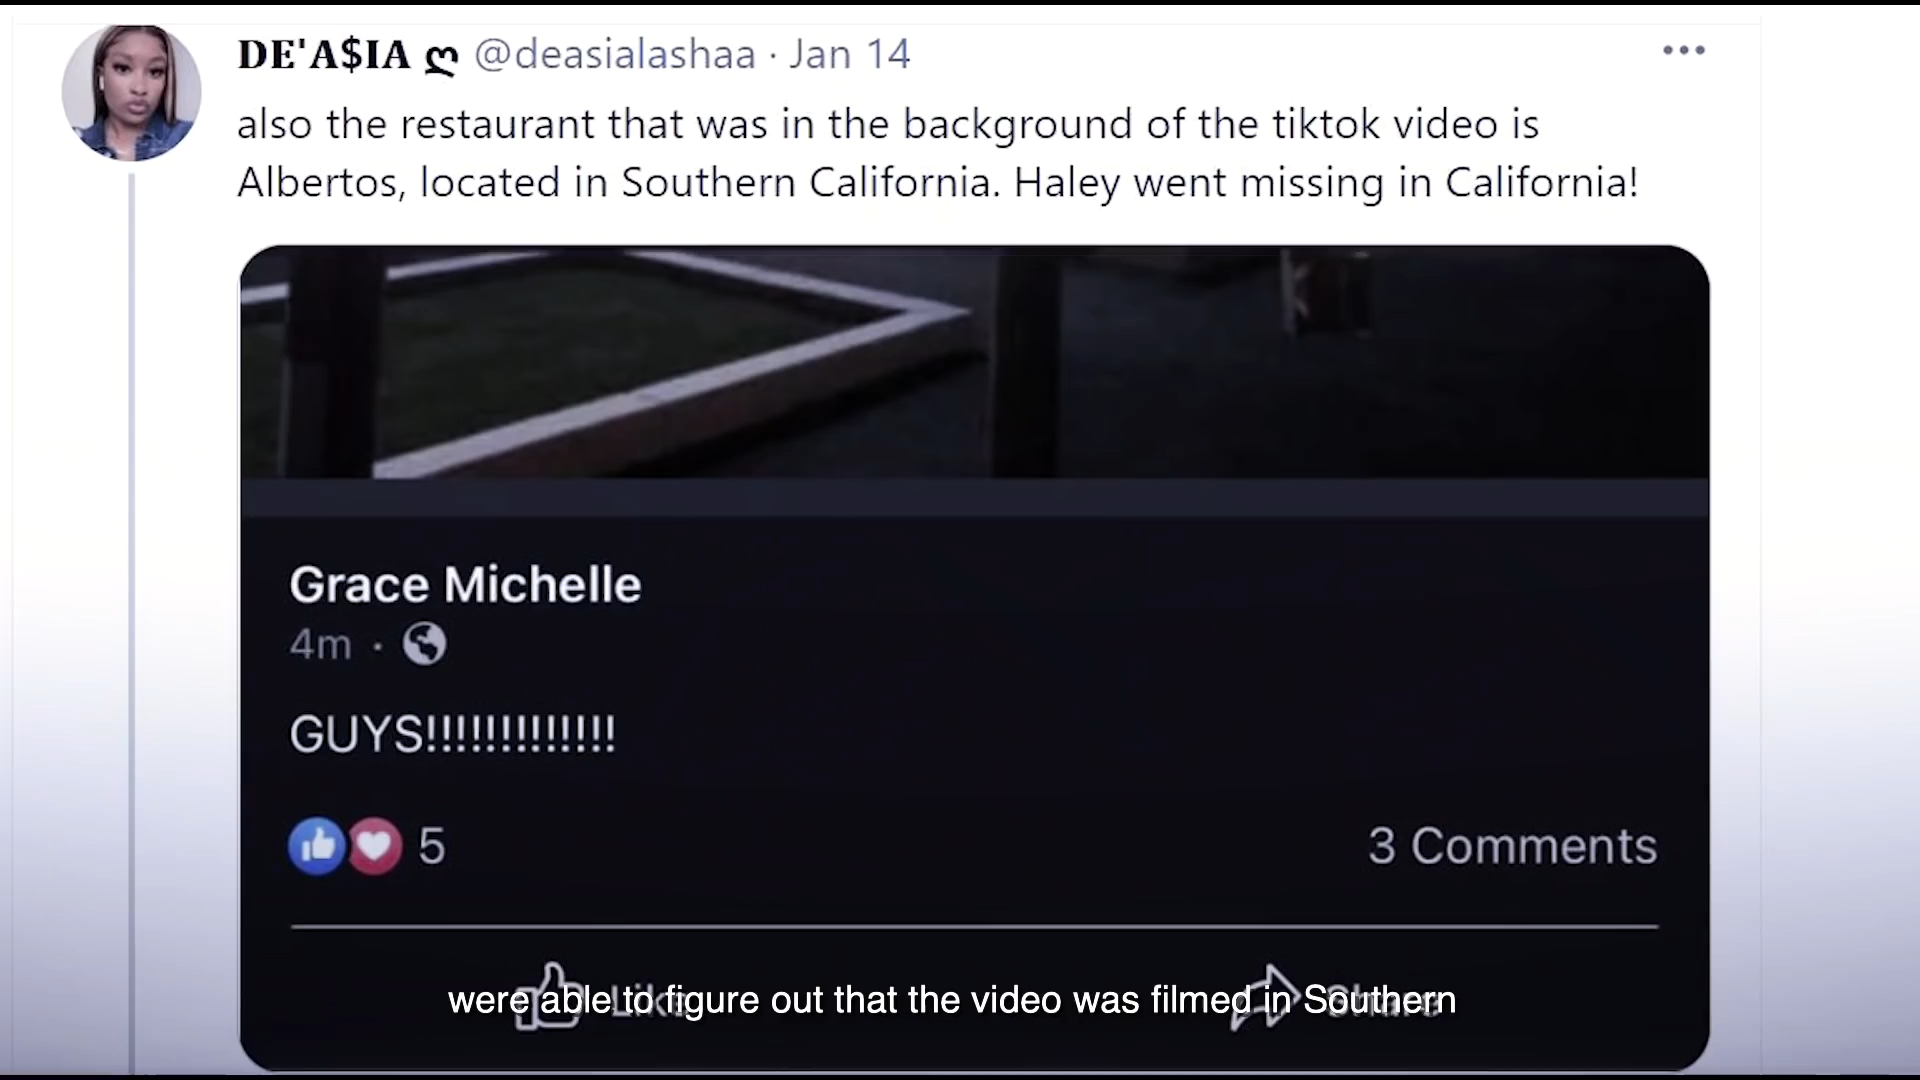 DE'A$IA ღ @deasialashaa · Jan 14
also the restaurant that was in the background of the tiktok video is
Albertos, located in Southern California. Haley went missing in California!
Grace Michelle
4m ·
GUYS!!!!!!!!!!!!!
5 3 Comments
Like Share
were able to figure out that the video was filmed in Southern